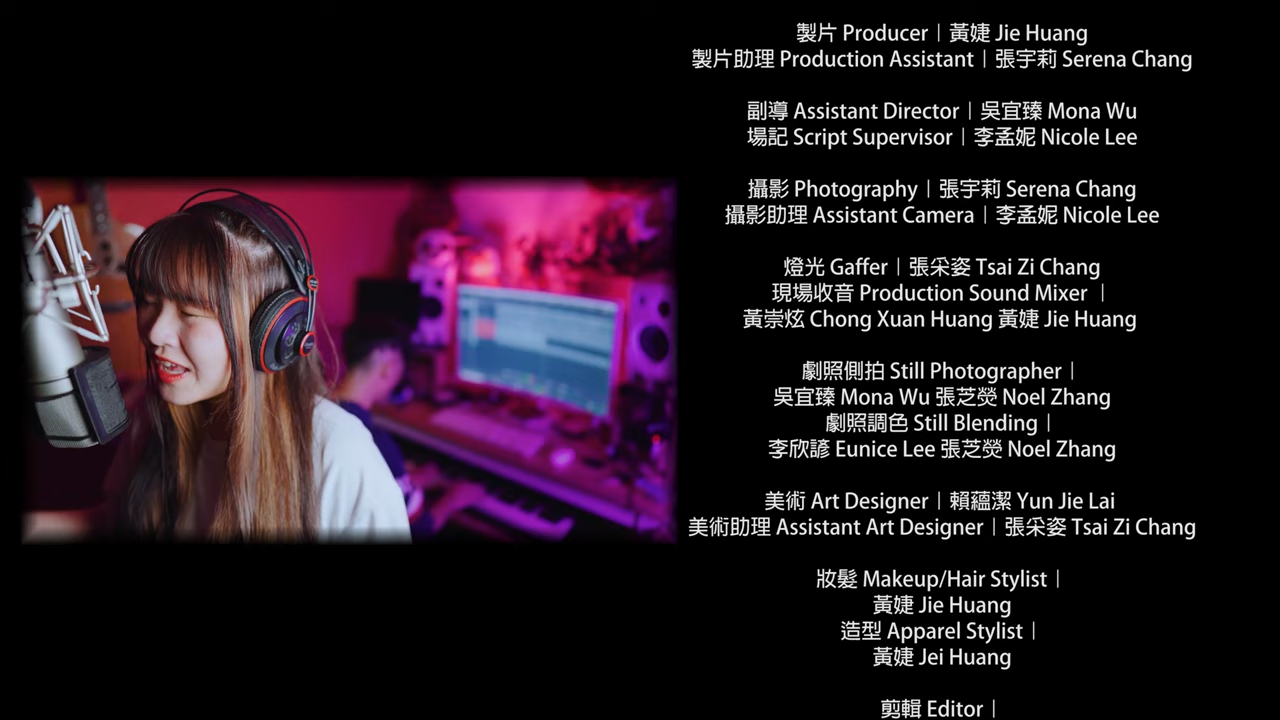 製片 Producer｜黃婕 Jie Huang
製片助理 Production Assistant｜張宇莉 Serena Chang
副導 Assistant Director｜吳宜臻 Mona Wu
場記 Script Supervisor｜李孟妮 Nicole Lee
攝影 Photography｜張宇莉 Serena Chang
攝影助理 Assistant Camera｜李孟妮 Nicole Lee
燈光 Gaffer｜張采姿 Tsai Zi Chang
現場收音 Production Sound Mixer ｜
黃崇炫 Chong Xuan Huang 黃婕 Jie Huang
劇照側拍 Still Photographer｜
吳宜臻 Mona Wu 張芝熒 Noel Zhang
劇照調色 Still Blending｜
李欣諺 Eunice Lee 張芝熒 Noel Zhang
美術 Art Designer｜賴蘊潔 Yun Jie Lai
美術助理 Assistant Art Designer｜張采姿 Tsai Zi Chang
妝髮 Makeup/Hair Stylist｜
黃婕 Jie Huang
造型 Apparel Stylist｜
黃婕 Jei Huang
剪輯 Editor｜